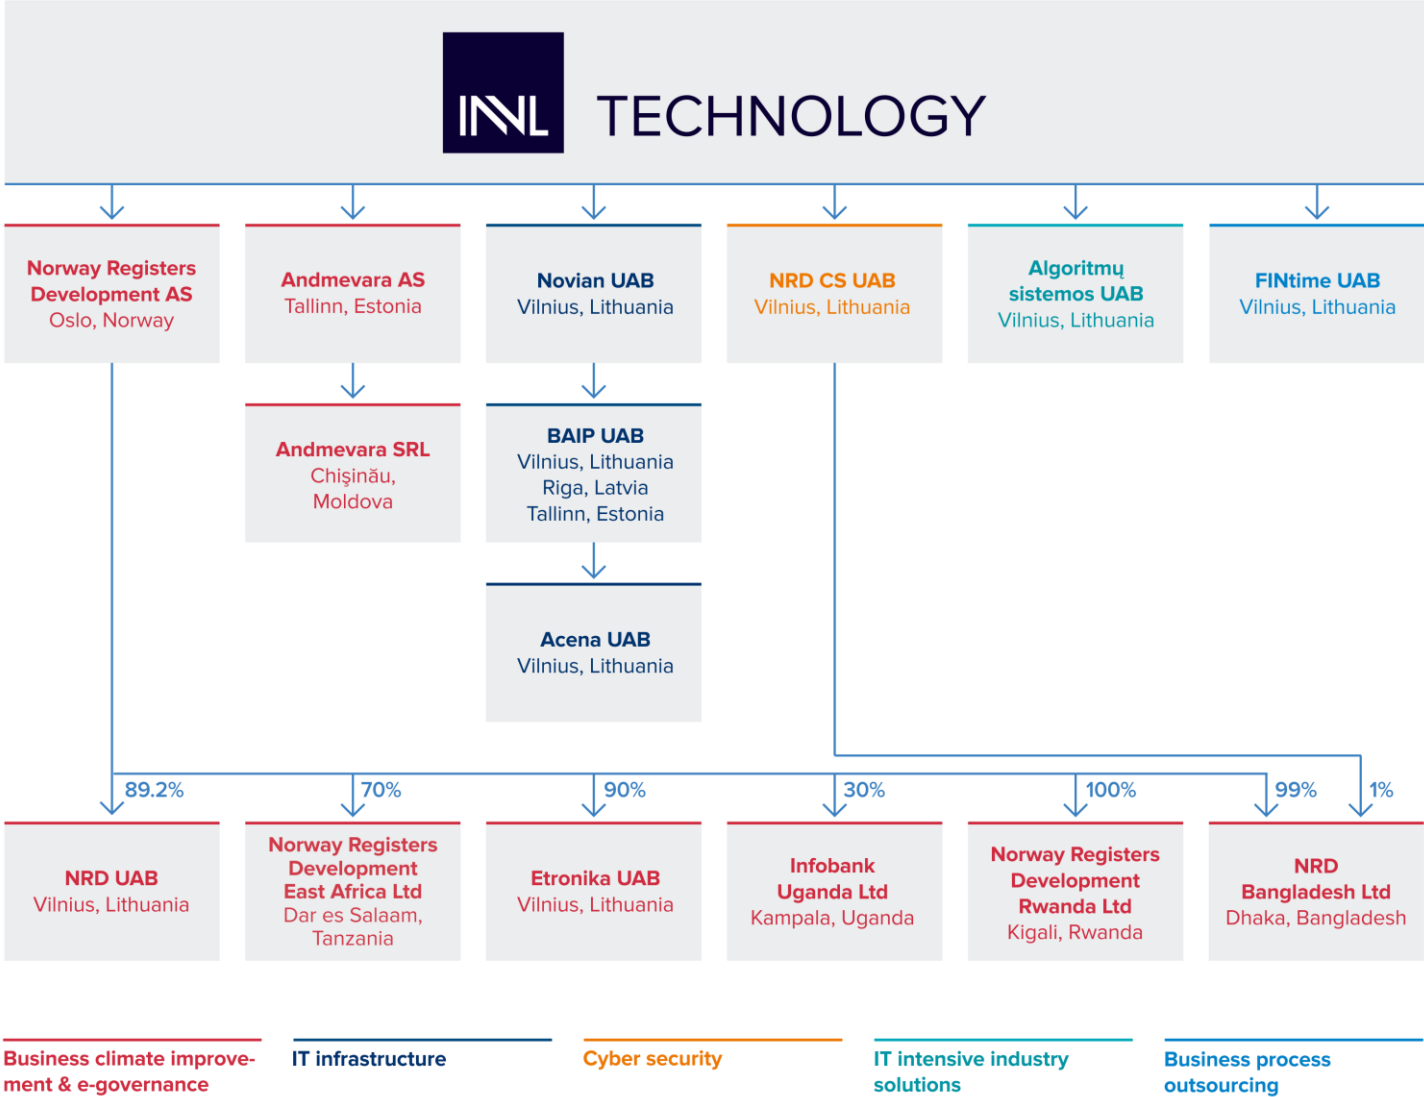 INVL TECHNOLOGY
Norway Registers
Development AS
Oslo, Norway
Andmevara AS
Tallinn, Estonia
Novian UAB
Vilnius, Lithuania
NRD CS UAB
Vilnius, Lithuania
Algoritmų
sistemos UAB
Vilnius, Lithuania
FINtime UAB
Vilnius, Lithuania
Andmevara SRL
Chişinău,
Moldova
BAIP UAB
Vilnius, Lithuania
Riga, Latvia
Tallinn, Estonia
Acena UAB
Vilnius, Lithuania
89.2%
70%
90%
30%
100%
99%
1%
NRD UAB
Vilnius, Lithuania
Norway Registers
Development
East Africa Ltd
Dar es Salaam,
Tanzania
Etronika UAB
Vilnius, Lithuania
Infobank
Uganda Ltd
Kampala, Uganda
Norway Registers
Development
Rwanda Ltd
Kigali, Rwanda
NRD
Bangladesh Ltd
Dhaka, Bangladesh
Business climate improve-
ment & e-governance
IT infrastructure
Cyber security
IT intensive industry
solutions
Business process
outsourcing